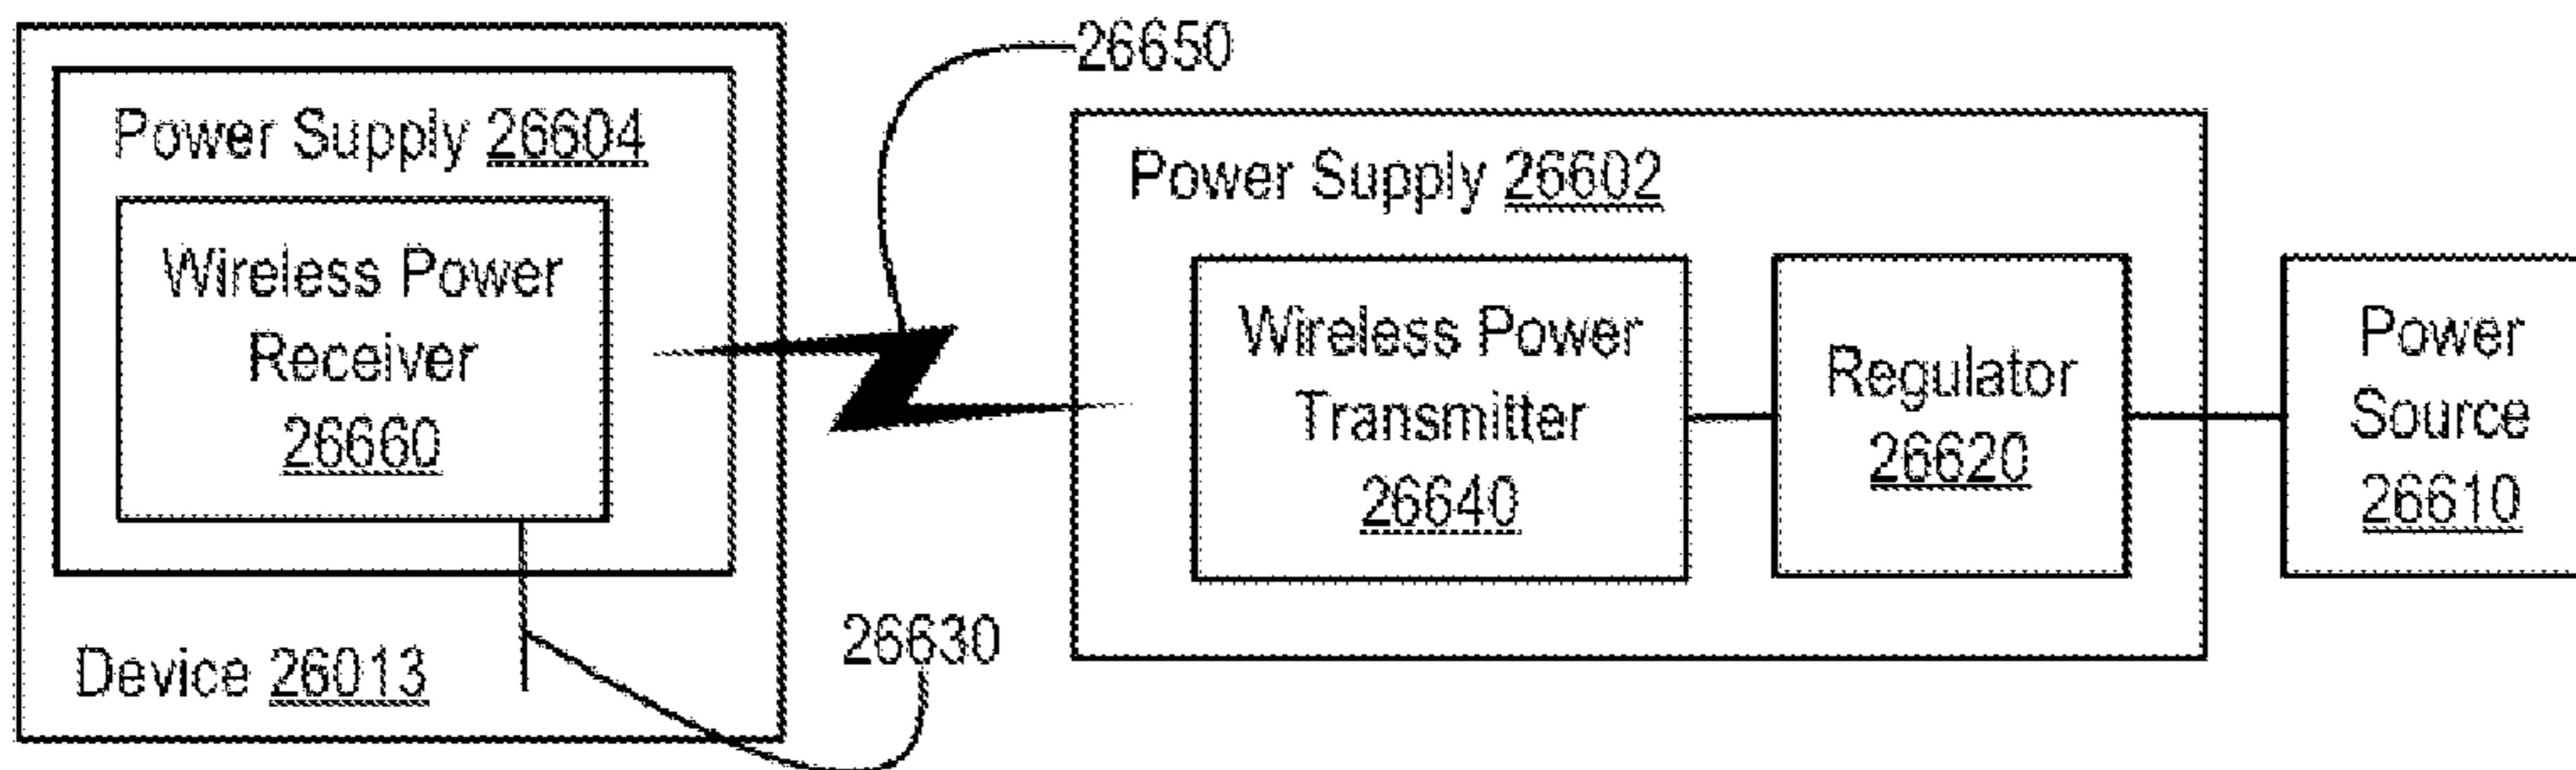 26650
Power Supply 26604
Wireless Power
Receiver
26660
Device 26013
26630
Power Supply 26602
Wireless Power
Transmitter
26640
Regulator
26620
Power
Source
26610